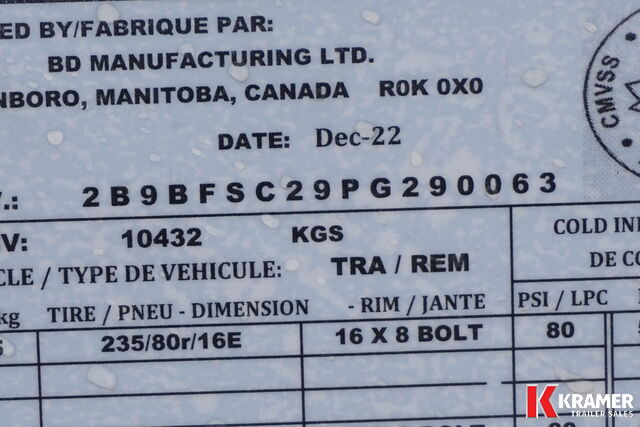 ED BY/FABRIQUE PAR:
BD MANUFACTURING LTD.
NBORO, MANITOBA, CANADA R0K 0X0
DATE: Dec-22
CMVSS
.: 2B9BFSC29PG290063
V: 10432 KGS
COLD INF
CLE / TYPE DE VEHICULE: TRA / REM
DE CO
kg TIRE / PNEU - DIMENSION - RIM / JANTE PSI / LPC
235/80r/16E 16 X 8 BOLT 80
KRAMER
TRAILER SALES